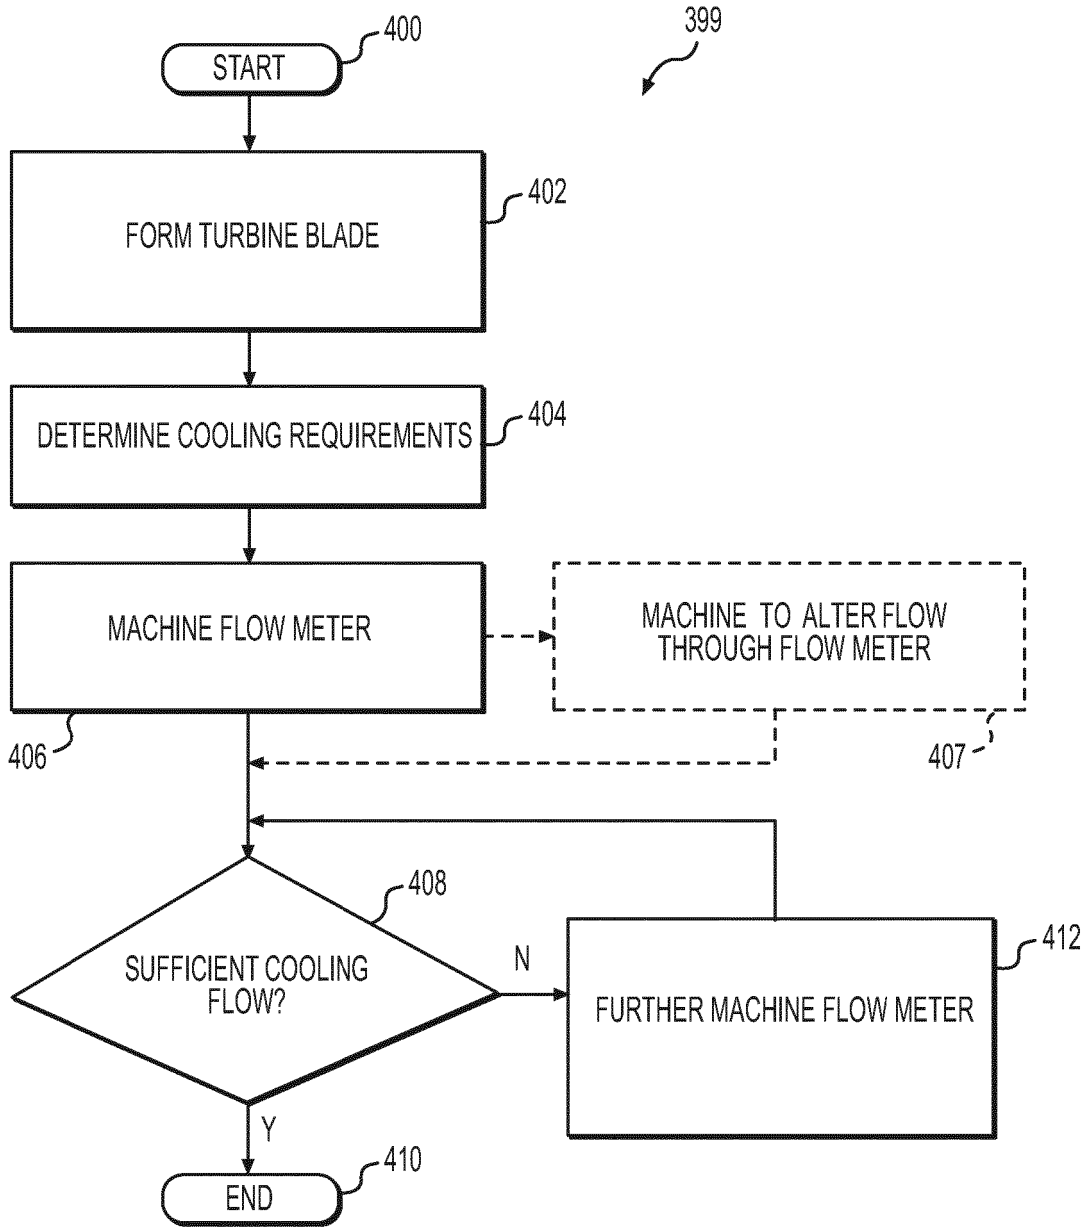 399
400
START
402
FORM TURBINE BLADE
404
DETERMINE COOLING REQUIREMENTS
MACHINE FLOW METER
406
MACHINE TO ALTER FLOW
THROUGH FLOW METER
407
408
SUFFICIENT COOLING
FLOW?
N
412
FURTHER MACHINE FLOW METER
Y
410
END